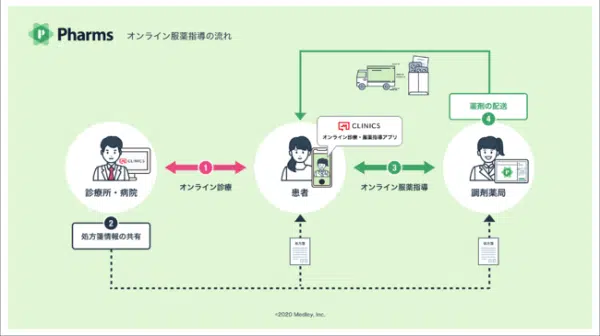 Pharms
オンライン服薬指導の流れ
薬剤の配送
4
CLINICS
オンライン診療・服薬指導アプリ
CLINICS
1
3
診療所・病院
オンライン診療
患者
オンライン服薬指導
調剤薬局
2
処方箋情報の共有
処方箋
処方箋
©2020 Medley, Inc.